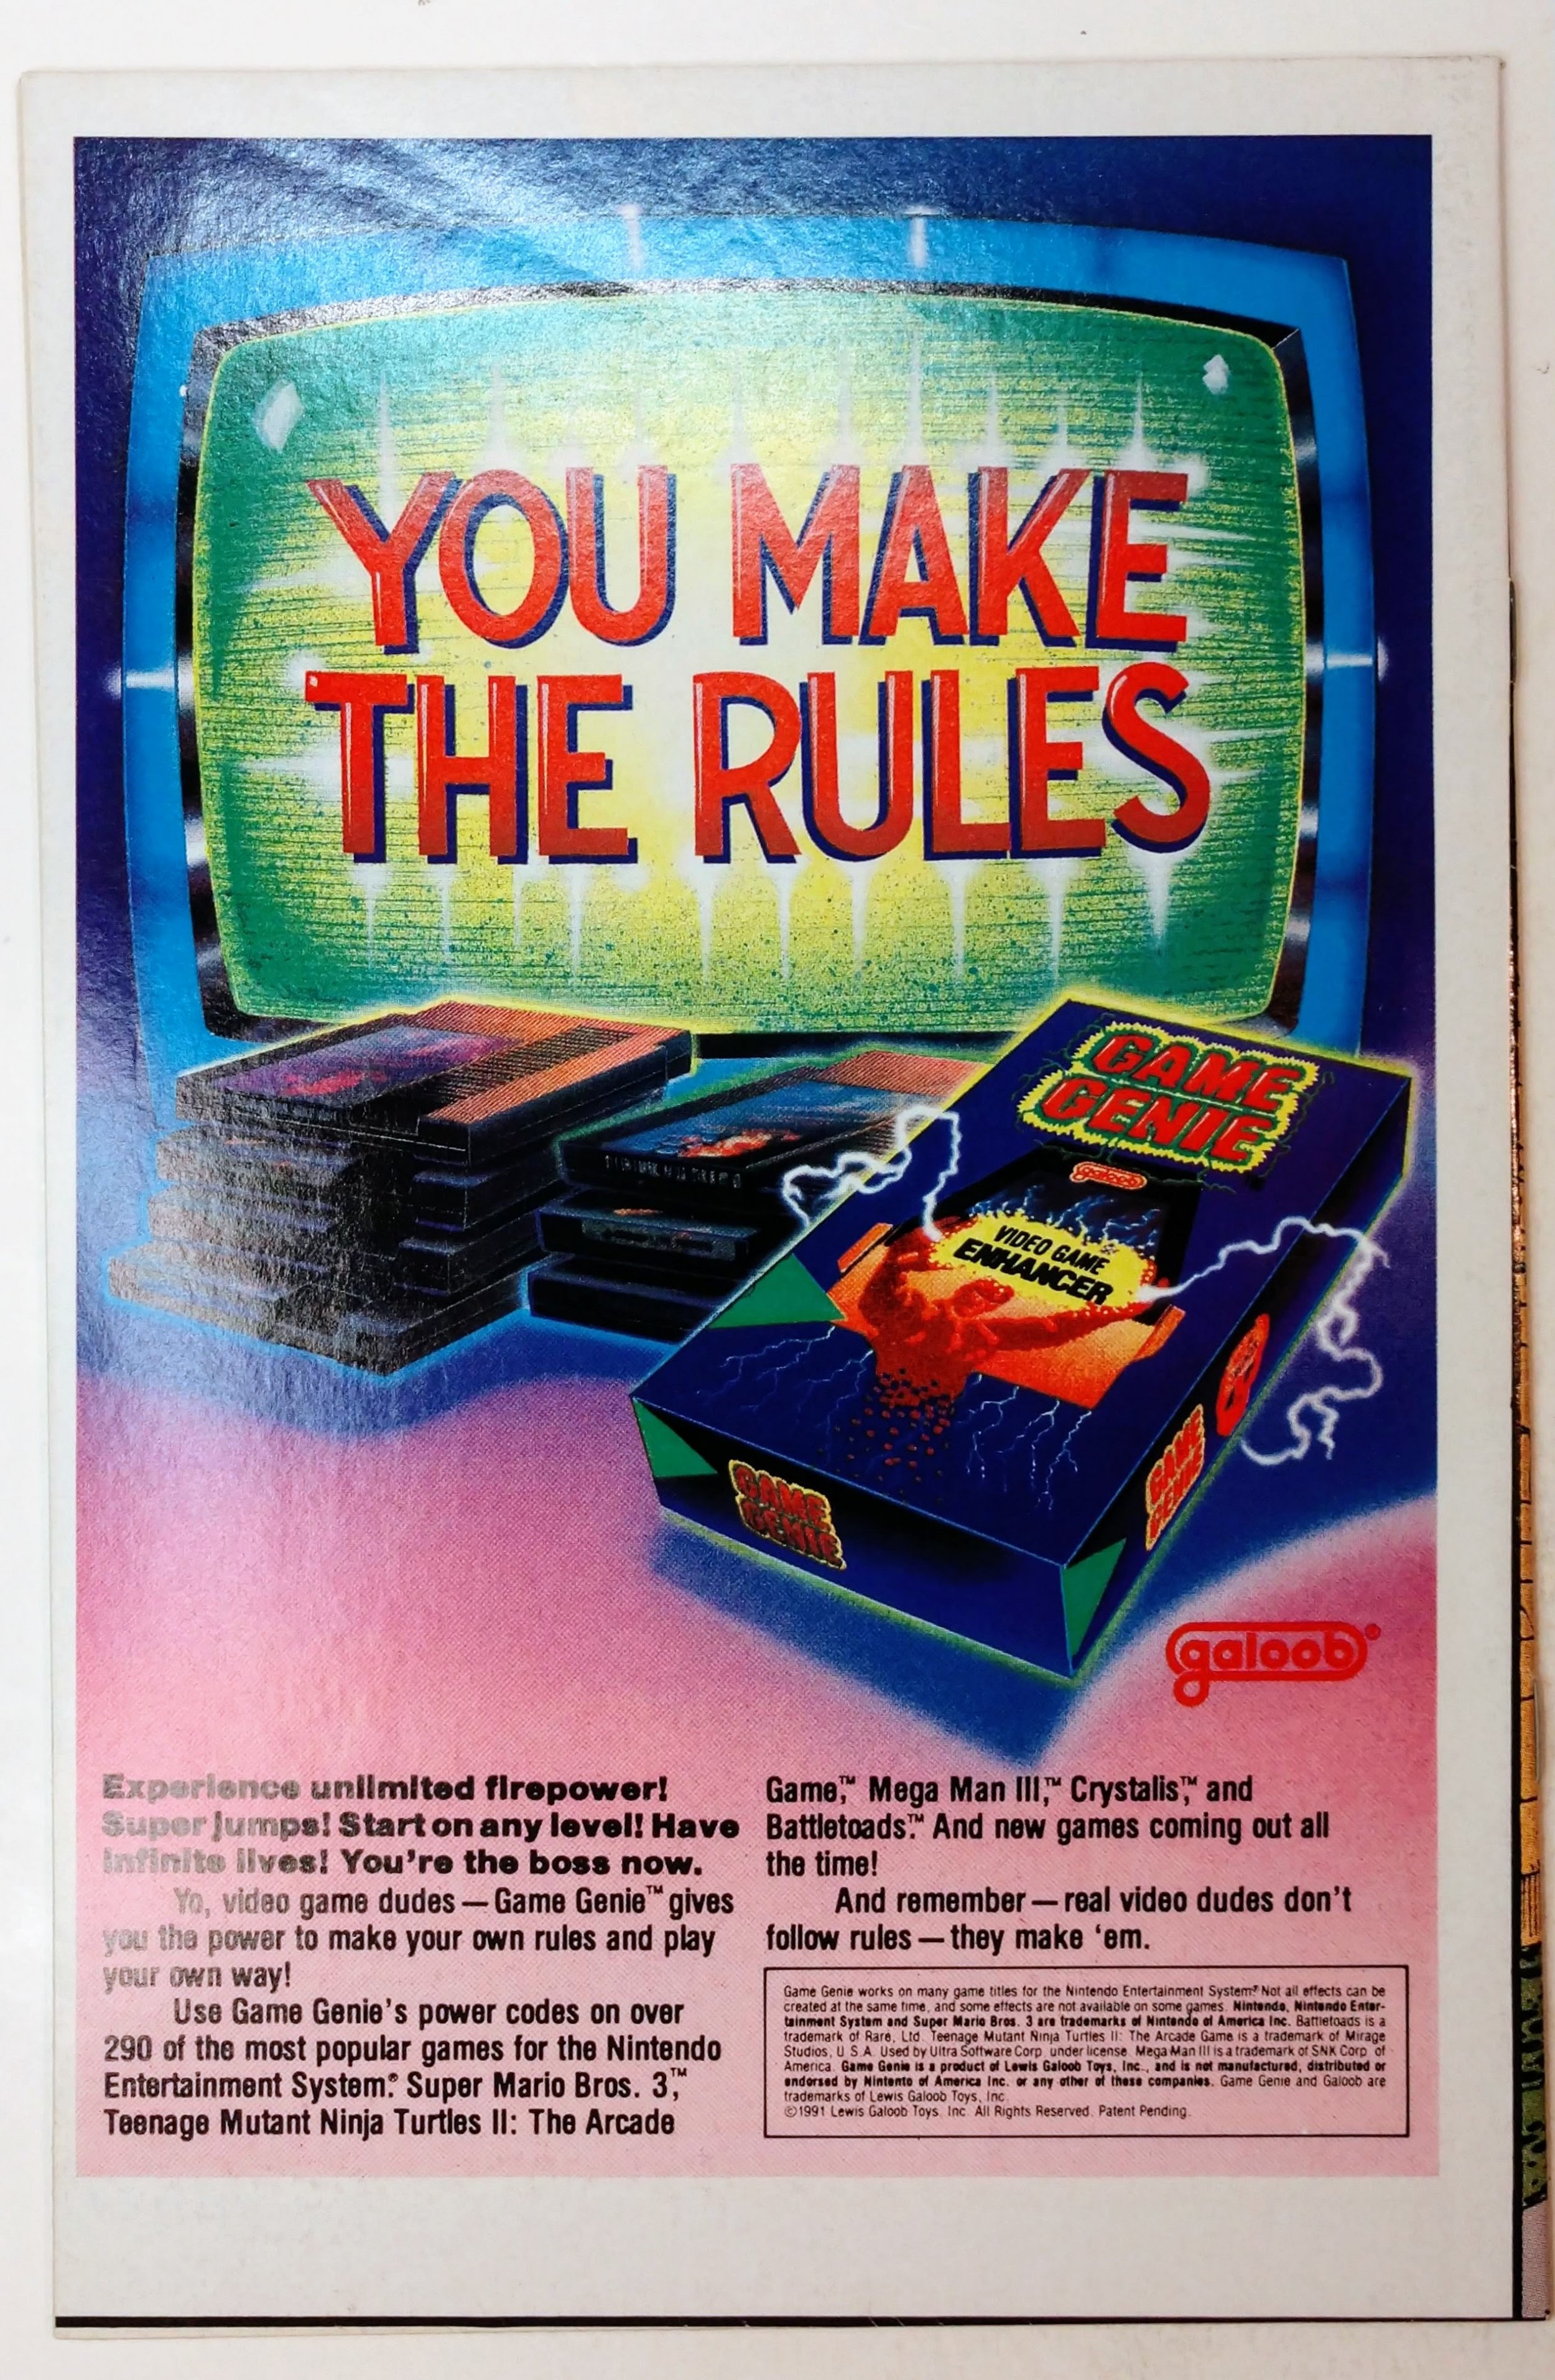 YOU MAKE
THE RULES
GAME
GENIE
galoob
VIDEO GAME
ENHANCER
GAME
GENIE
GAME
GENIE
galoob®
Experience unlimited firepower!
Super jumps! Start on any level! Have
infinite lives! You're the boss now.
Yo, video game dudes — Game Genie™ gives
you the power to make your own rules and play
your own way!
Use Game Genie's power codes on over
290 of the most popular games for the Nintendo
Entertainment System.® Super Mario Bros. 3,™
Teenage Mutant Ninja Turtles II: The Arcade
Game,™ Mega Man III,™ Crystalis,™ and
Battletoads.™ And new games coming out all
the time!
And remember — real video dudes don't
follow rules — they make 'em.
Game Genie works on many game titles for the Nintendo Entertainment System.® Not all effects can be
created at the same time, and some effects are not available on some games. Nintendo, Nintendo Enter-
tainment System and Super Mario Bros. 3 are trademarks of Nintendo of America Inc. Battletoads is a
trademark of Rare, Ltd. Teenage Mutant Ninja Turtles II: The Arcade Game is a trademark of Mirage
Studios, U.S.A. Used by Ultra Software Corp. under license. Mega Man III is a trademark of SNK Corp. of
America. Game Genie is a product of Lewis Galoob Toys, Inc., and is not manufactured, distributed or
endorsed by Nintento of America Inc. or any other of these companies. Game Genie and Galoob are
trademarks of Lewis Galoob Toys, Inc.
©1991 Lewis Galoob Toys, Inc. All Rights Reserved. Patent Pending.